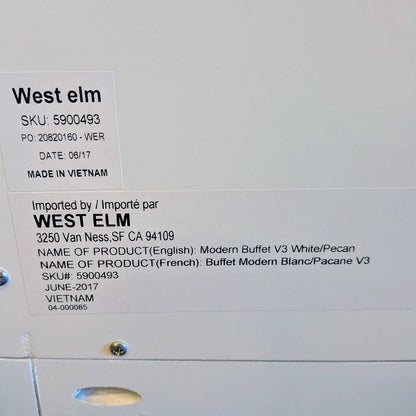 West elm
SKU: 5900493
PO: 20820160 - WER
DATE: 06/17
MADE IN VIETNAM
Imported by / Importé par
WEST ELM
3250 Van Ness,SF CA 94109
NAME OF PRODUCT(English): Modern Buffet V3 White/Pecan
NAME OF PRODUCT(French): Buffet Modern Blanc/Pacane V3
SKU#: 5900493
JUNE-2017
VIETNAM
04-000085